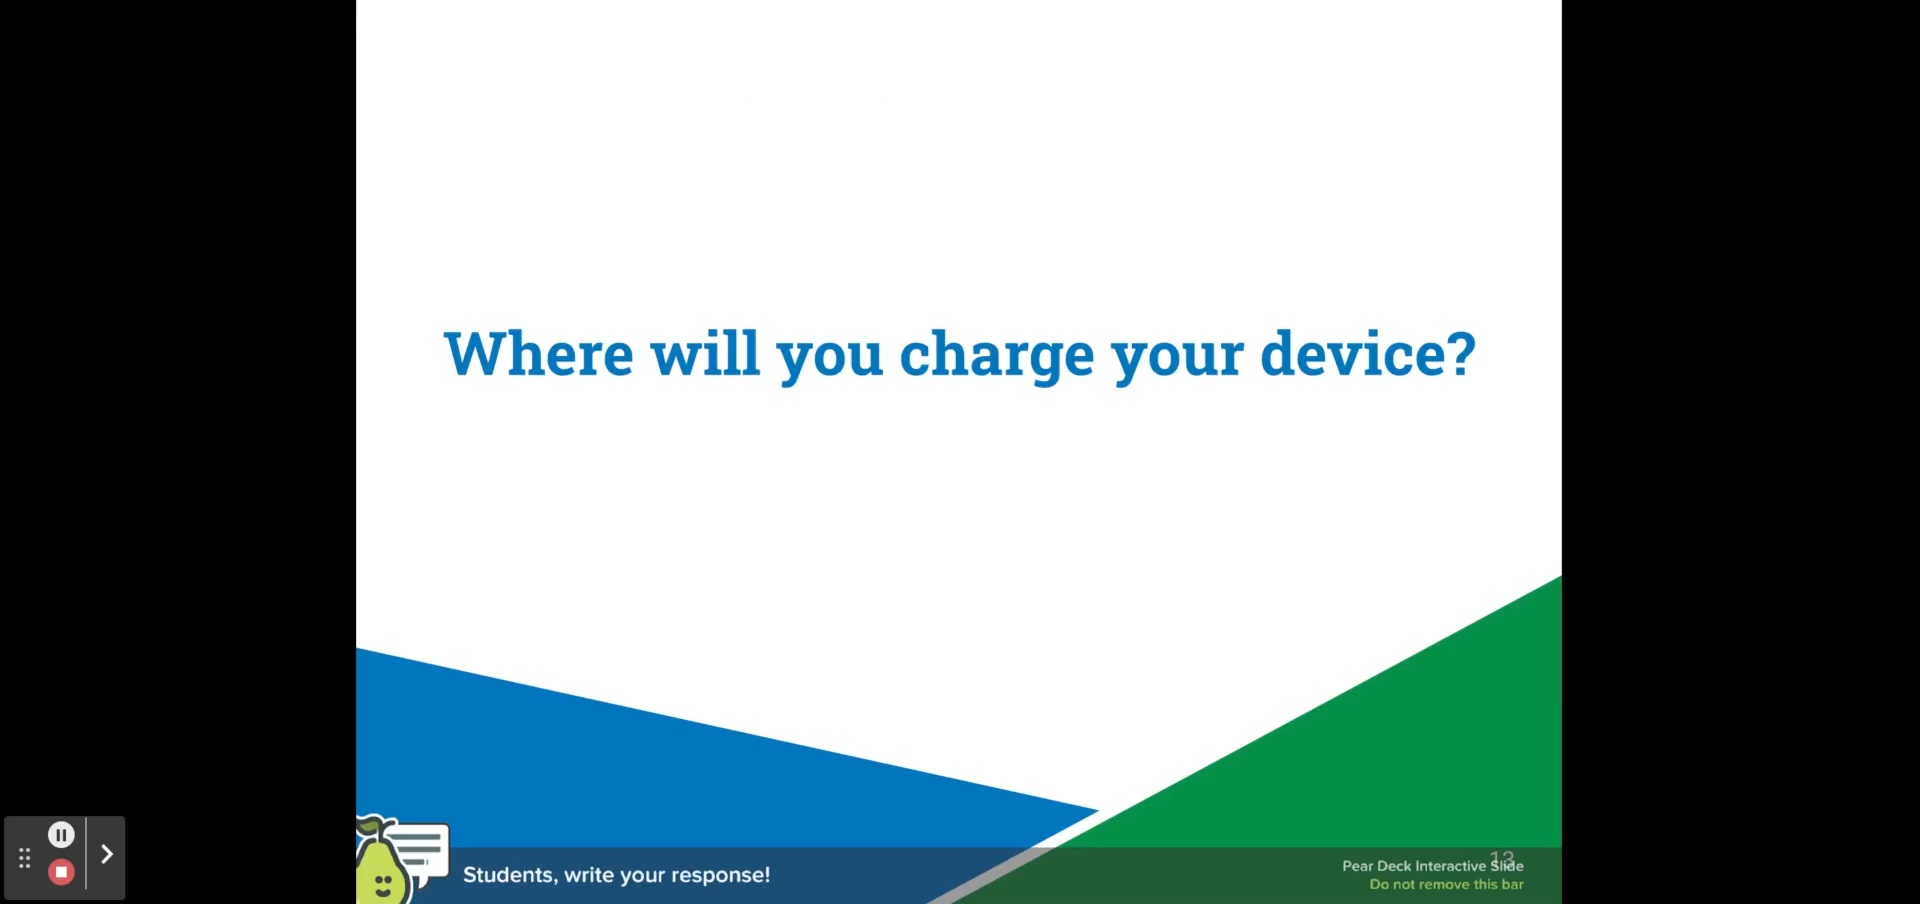 Where will you charge your device?
Students, write your response!
13
Pear Deck Interactive Slide
Do not remove this bar